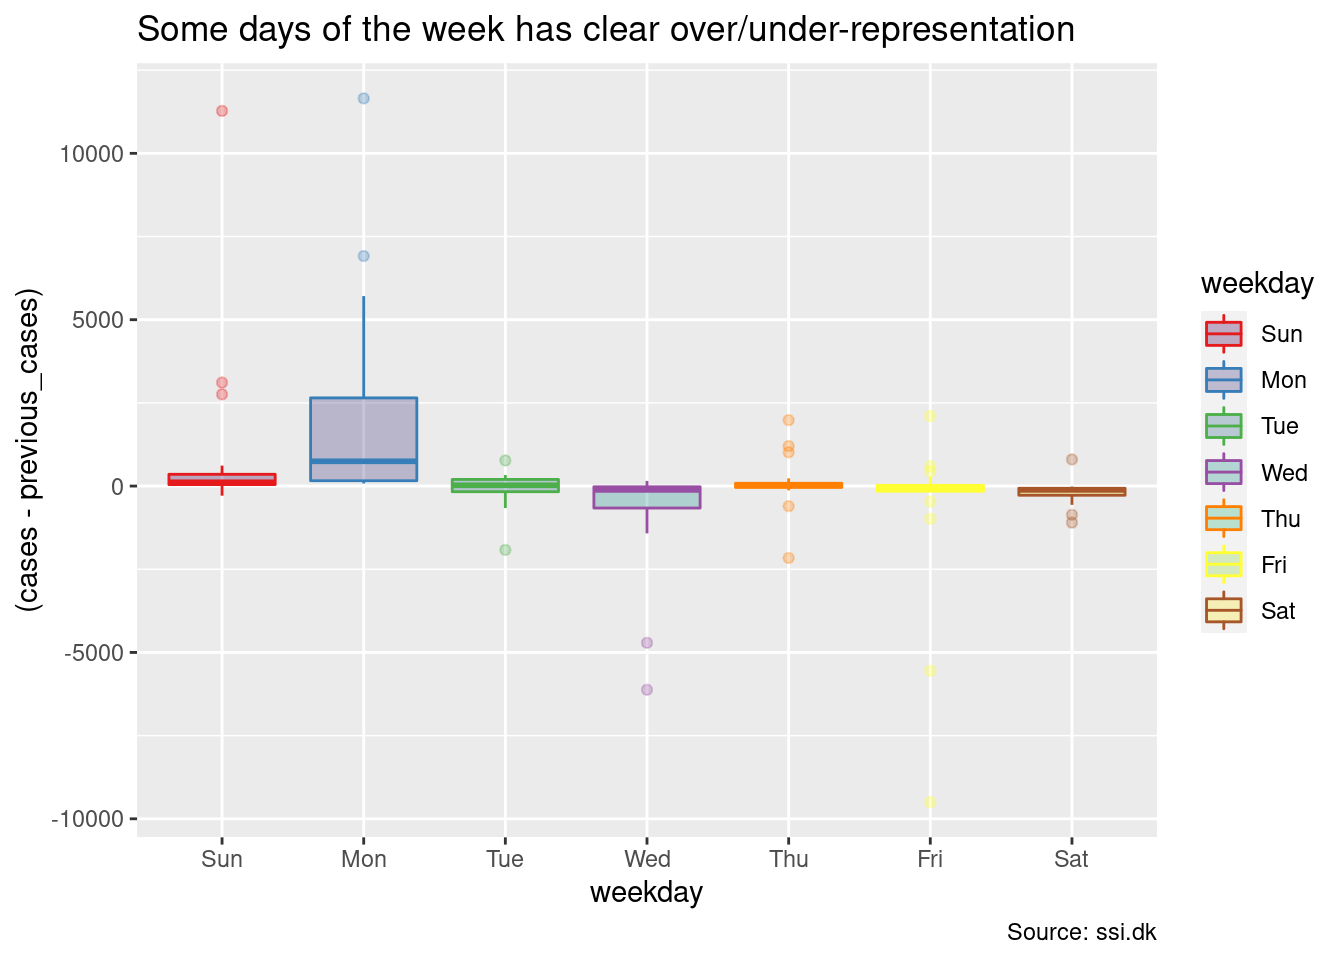 Some days of the week has clear over/under-representation
(cases - previous_cases)
10000
5000
0
-5000
-10000
Sun Mon Tue Wed Thu Fri Sat
weekday
weekday
Sun
Mon
Tue
Wed
Thu
Fri
Sat
Source: ssi.dk